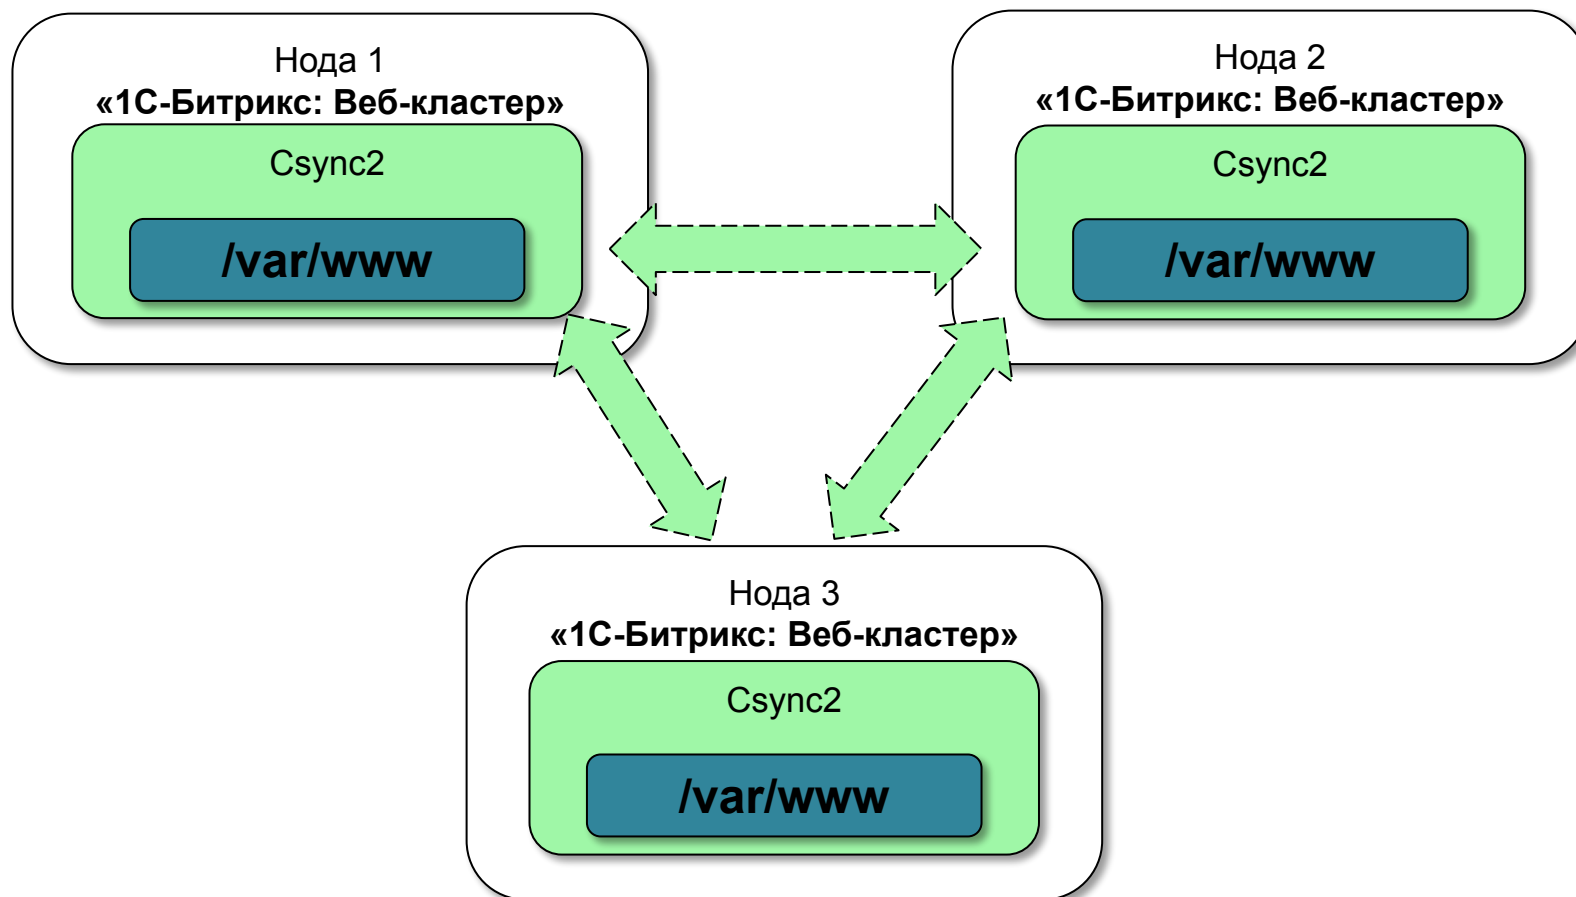 Нода 1
«1С-Битрикс: Веб-кластер»
Csync2
/var/www
Нода 2
«1С-Битрикс: Веб-кластер»
Csync2
/var/www
Нода 3
«1С-Битрикс: Веб-кластер»
Csync2
/var/www